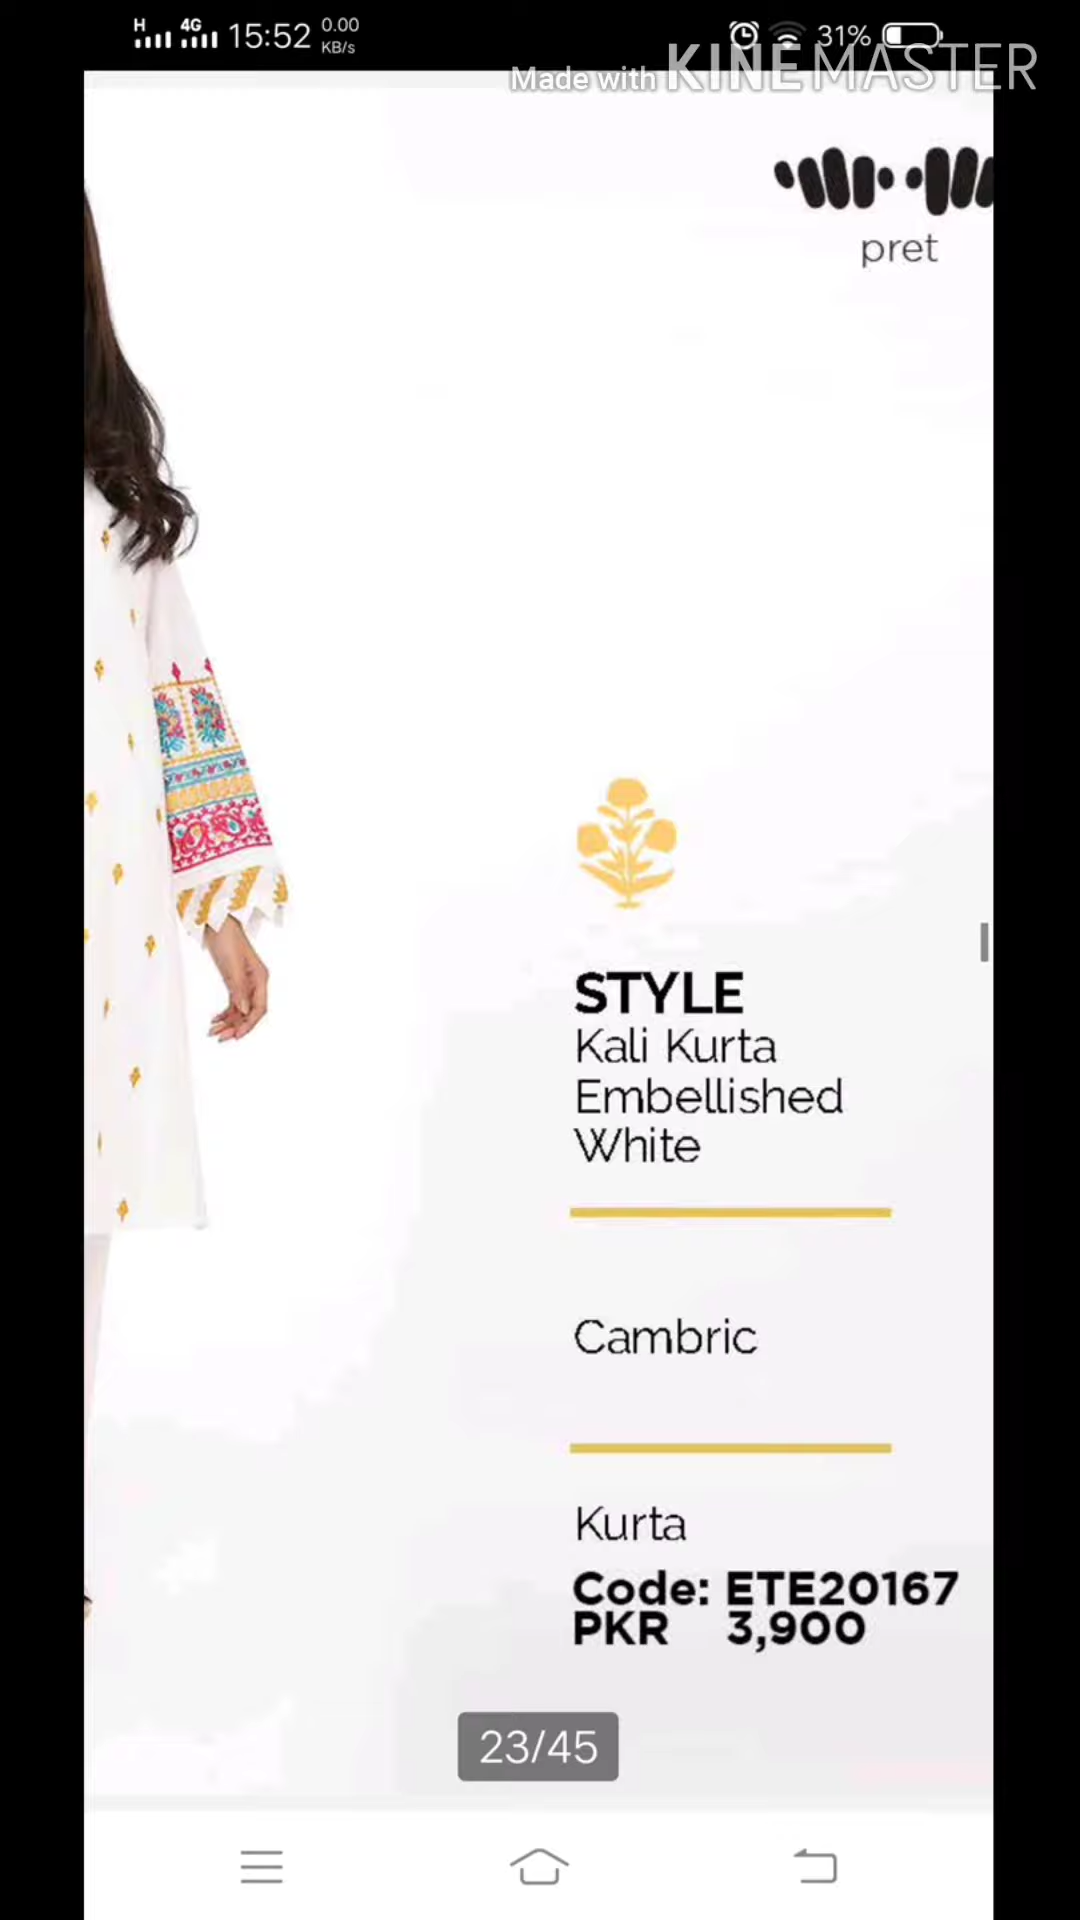 H 4G 15:52 0.00 KB/s 31%
Made with KINEMASTER
pret
STYLE
Kali Kurta
Embellished
White
Cambric
Kurta
Code: ETE20167
PKR 3,900
23/45